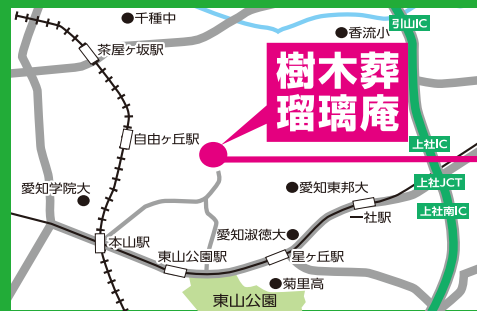 千種中
引山IC
香流小
茶屋ヶ坂駅
樹木葬
瑠璃庵
自由ヶ丘駅
上社IC
愛知学院大
愛知東邦大
上社JCT
一社駅
上社南IC
本山駅
愛知淑徳大
東山公園駅
星ヶ丘駅
菊里高
東山公園